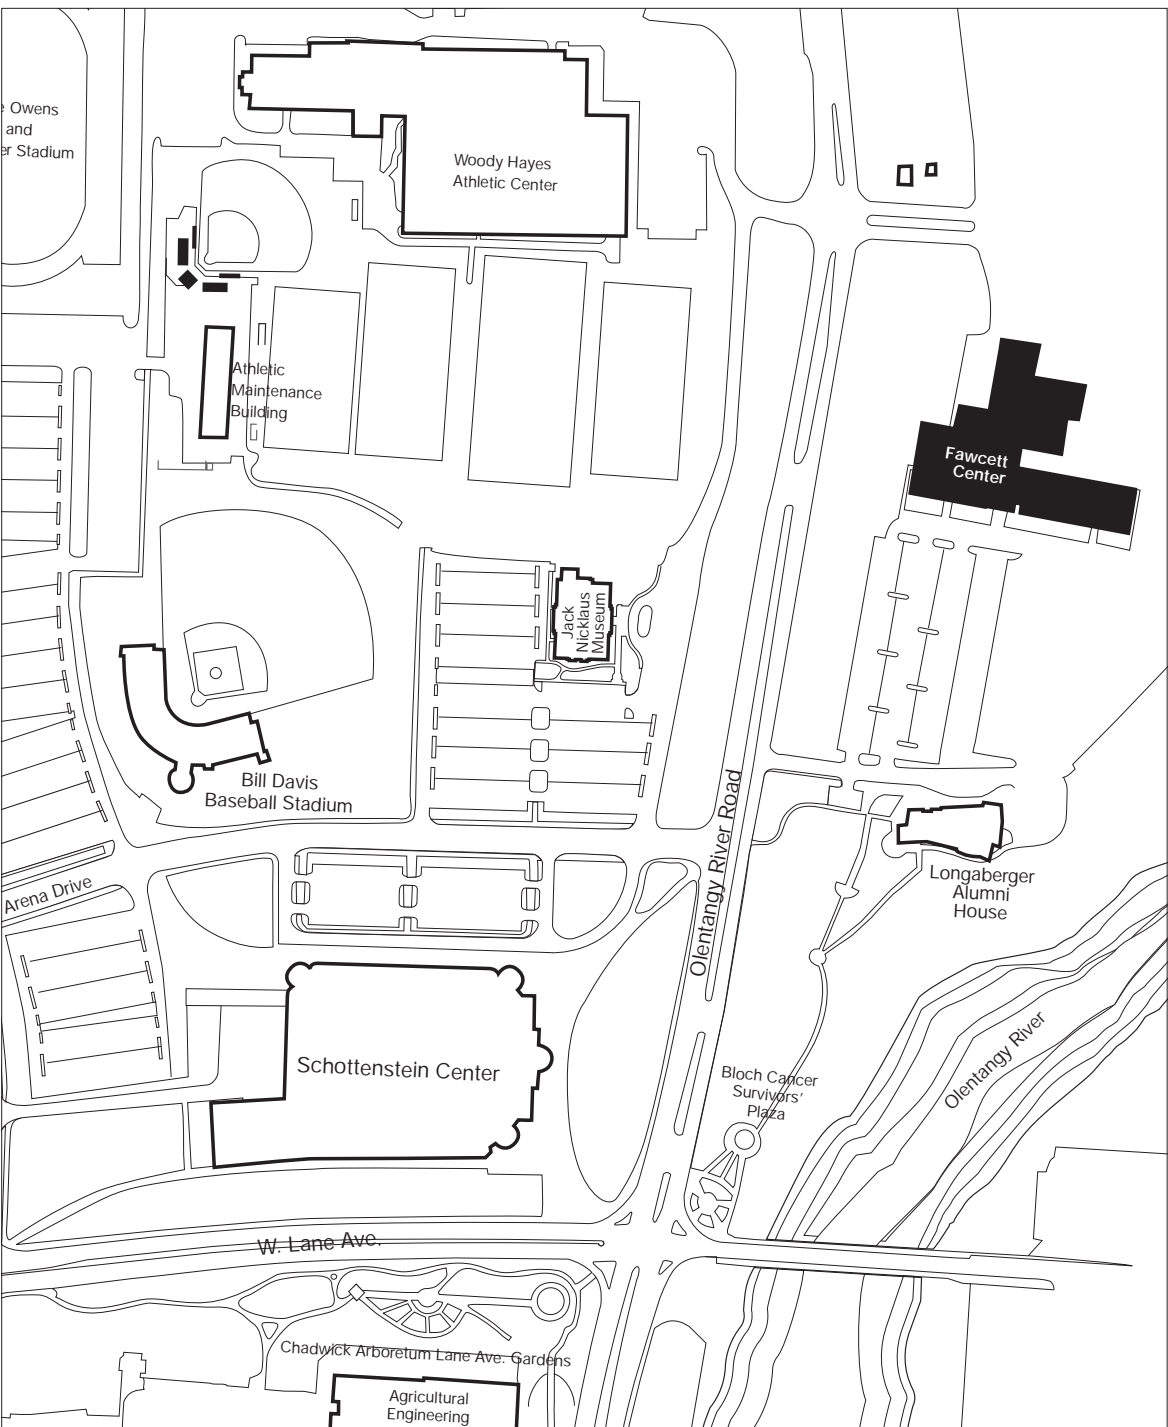 Owens
and
er Stadium
Woody Hayes
Athletic Center
Athletic
Maintenance
Building
Fawcett
Center
Jack
Nicklaus
Museum
Bill Davis
Baseball Stadium
Olentangy River Road
Longaberger
Alumni
House
Arena Drive
Schottenstein Center
Olentangy River
Bloch Cancer
Survivors'
Plaza
W. Lane Ave.
Chadwick Arboretum Lane Ave. Gardens
Agricultural
Engineering